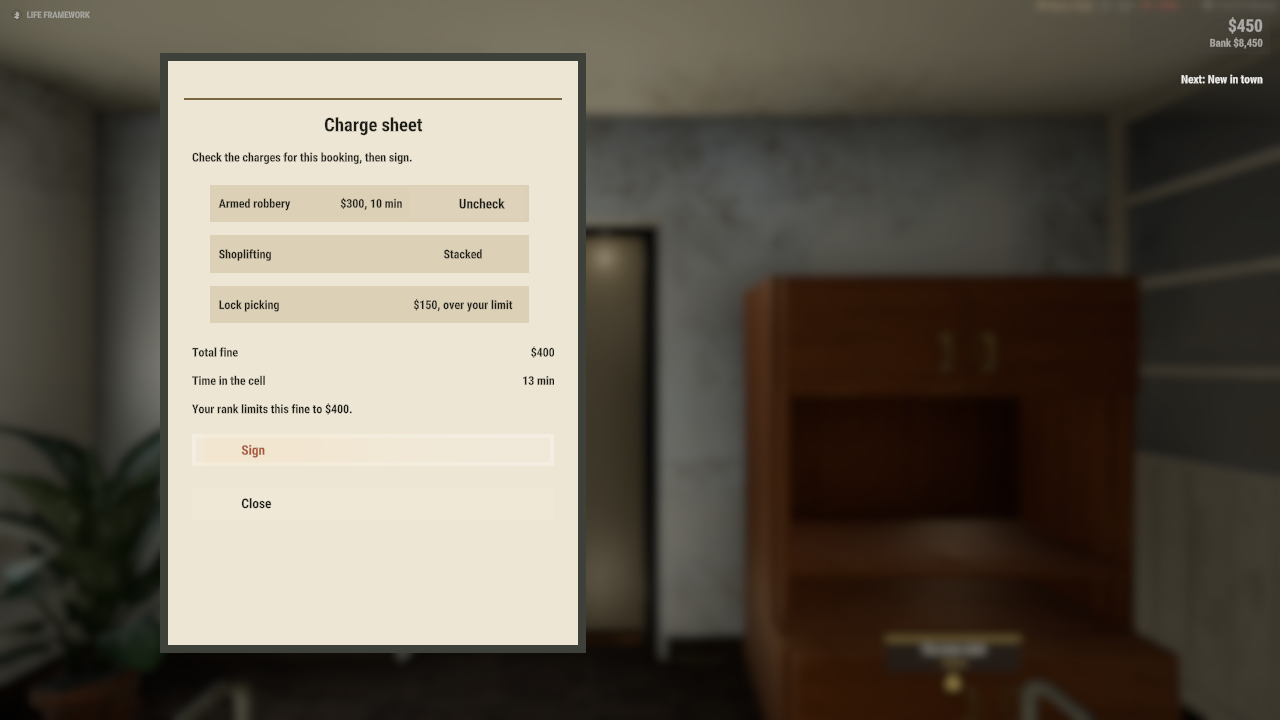 LIFE FRAMEWORK
$450
Bank $8,450
Next: New in town
Charge sheet
Check the charges for this booking, then sign.
Armed robbery $300, 10 min Uncheck
Shoplifting Stacked
Lock picking $150, over your limit
Total fine $400
Time in the cell 13 min
Your rank limits this fine to $400.
Sign
Close